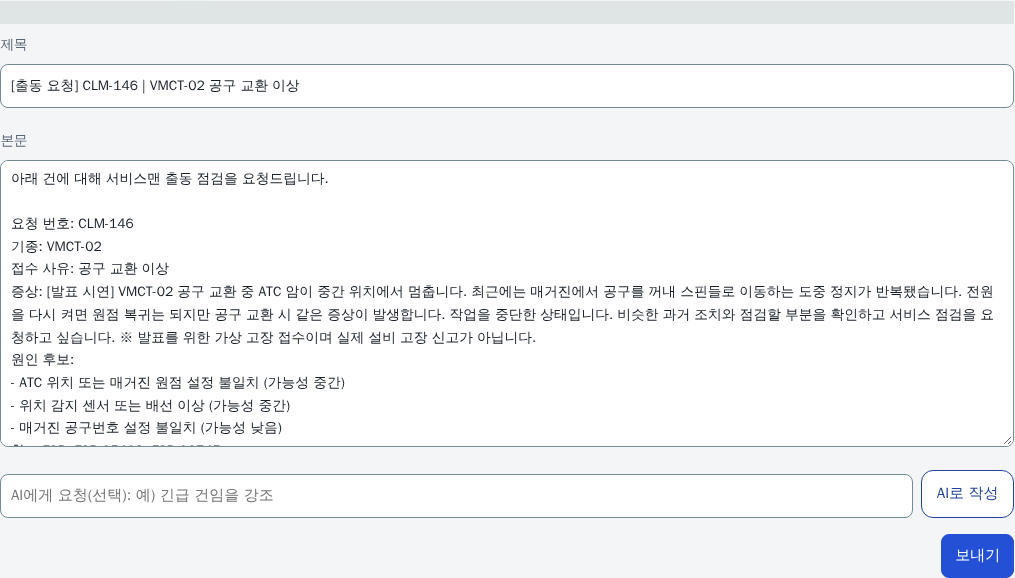 제목
[출동 요청] CLM-146 | VMCT-02 공구 교환 이상
본문
아래 건에 대해 서비스맨 출동 점검을 요청드립니다.
요청 번호: CLM-146
기종: VMCT-02
접수 사유: 공구 교환 이상
증상: [발표 시연] VMCT-02 공구 교환 중 ATC 암이 중간 위치에서 멈춥니다. 최근에는 매거진에서 공구를 꺼내 스핀들로 이동하는 도중 정지가 반복됐습니다. 전원
을 다시 켜면 원점 복귀는 되지만 공구 교환 시 같은 증상이 발생합니다. 작업을 중단한 상태입니다. 비슷한 과거 조치와 점검할 부분을 확인하고 서비스 점검을 요
청하고 싶습니다. ※ 발표를 위한 가상 고장 접수이며 실제 설비 고장 신고가 아닙니다.
원인 후보:
- ATC 위치 또는 매거진 원점 설정 불일치 (가능성 중간)
- 위치 감지 센서 또는 배선 이상 (가능성 중간)
- 매거진 공구번호 설정 불일치 (가능성 낮음)
AI에게 요청(선택): 예) 긴급 건임을 강조
AI로 작성
보내기